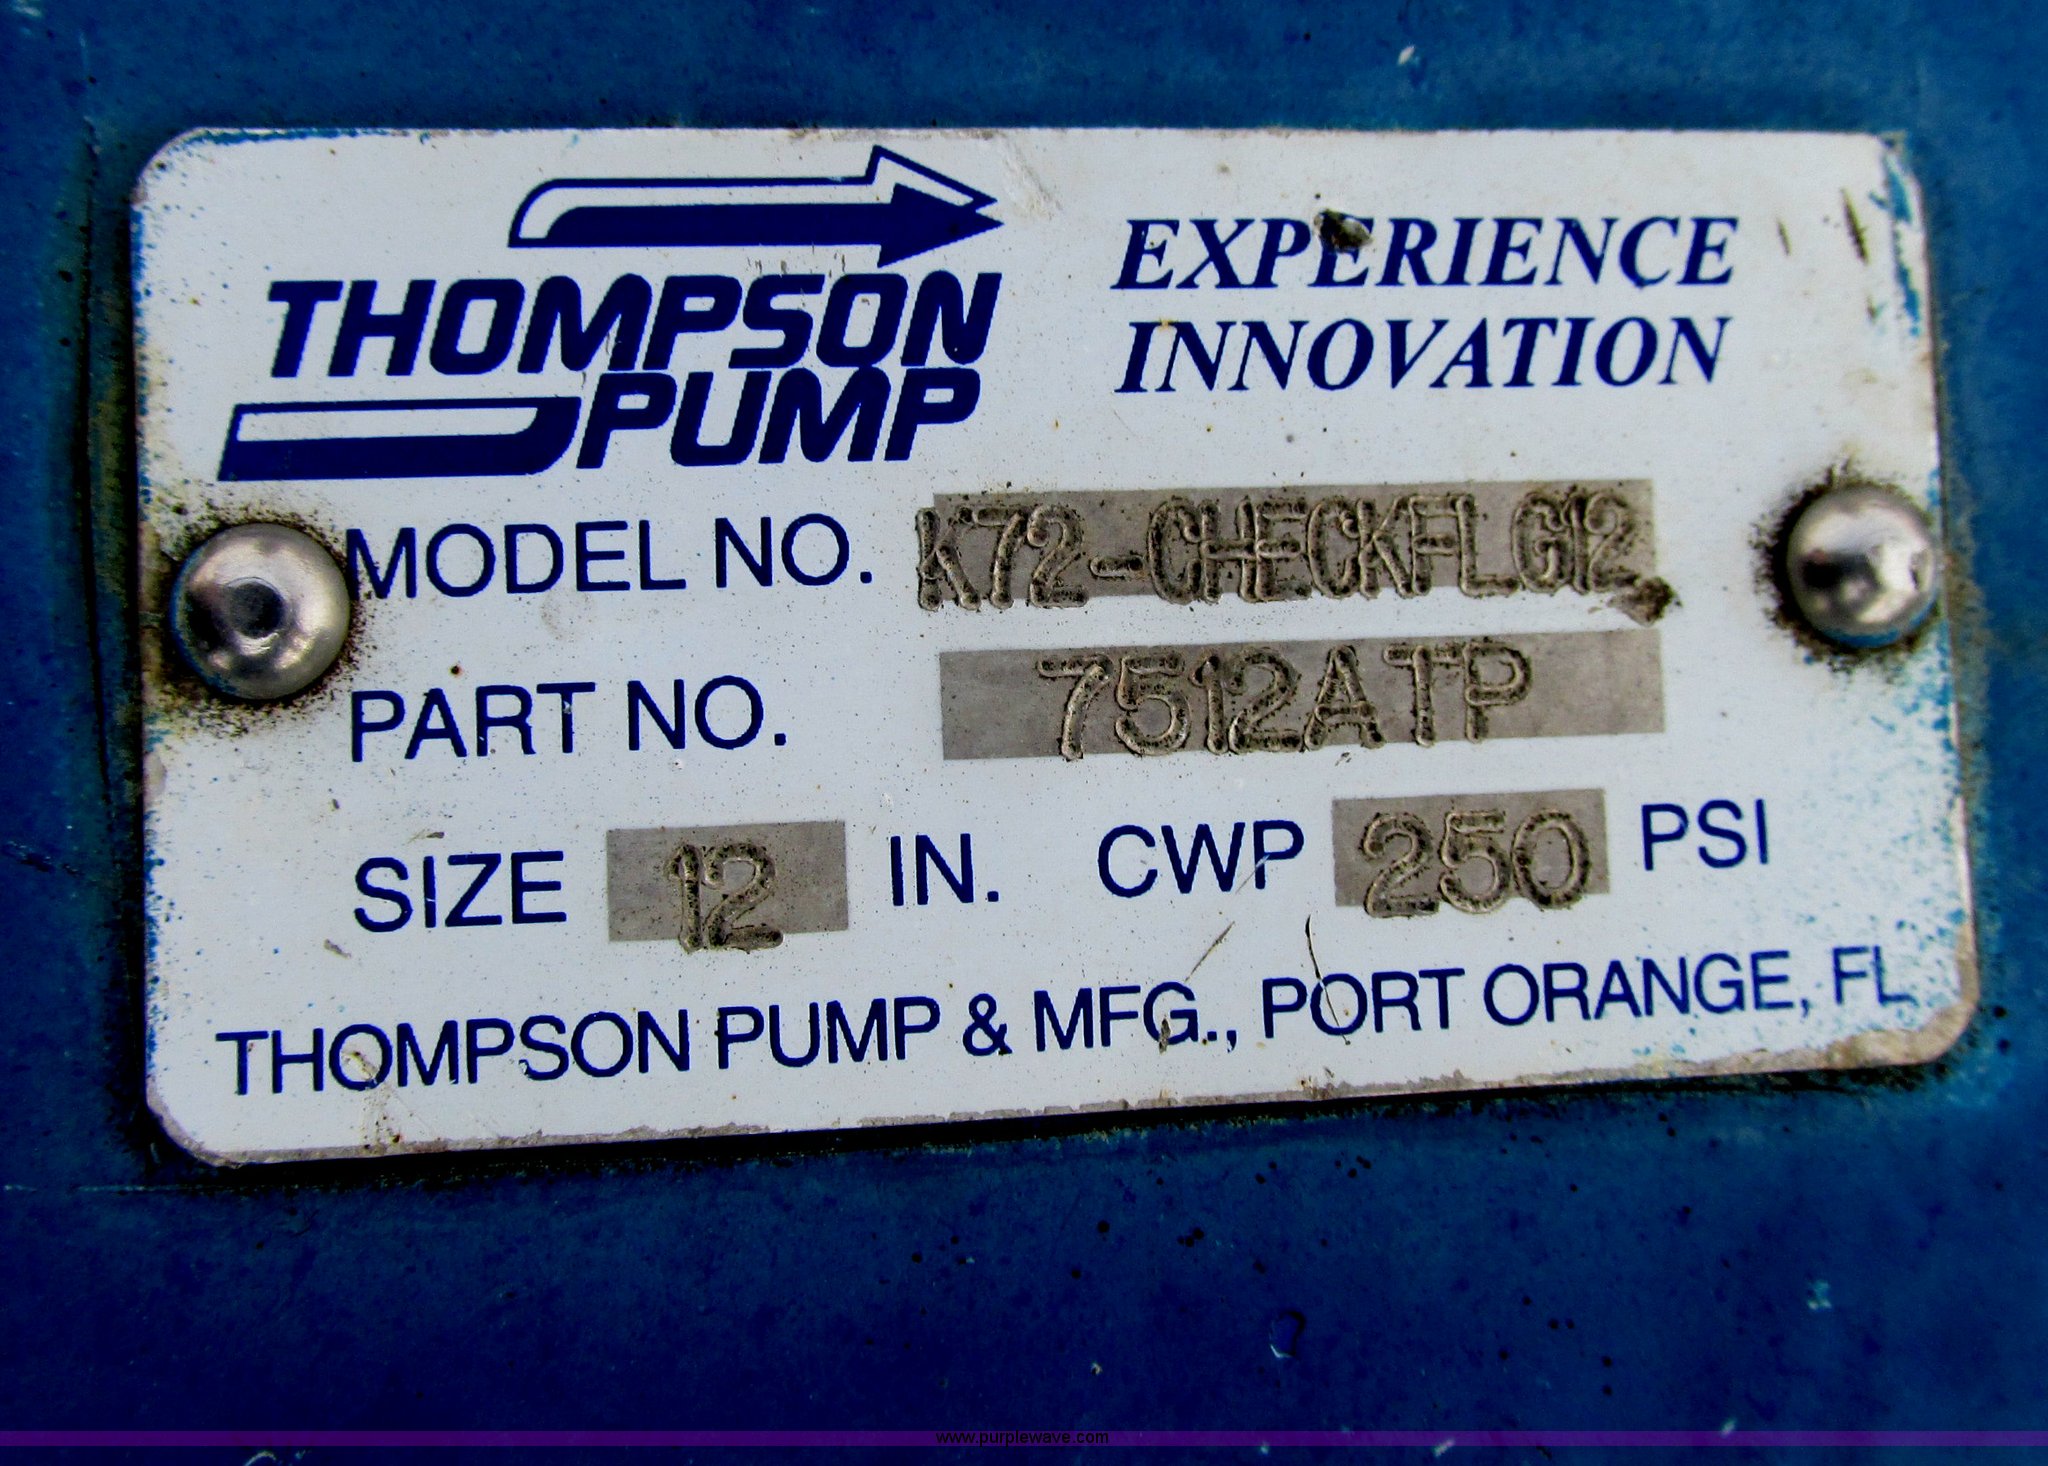 THOMPSON
PUMP
EXPERIENCE
INNOVATION
MODEL NO. K72-CHECKFLG12
PART NO. 7512ATP
SIZE 12 IN. CWP 250 PSI
THOMPSON PUMP & MFG., PORT ORANGE, FL
www.purplewave.com